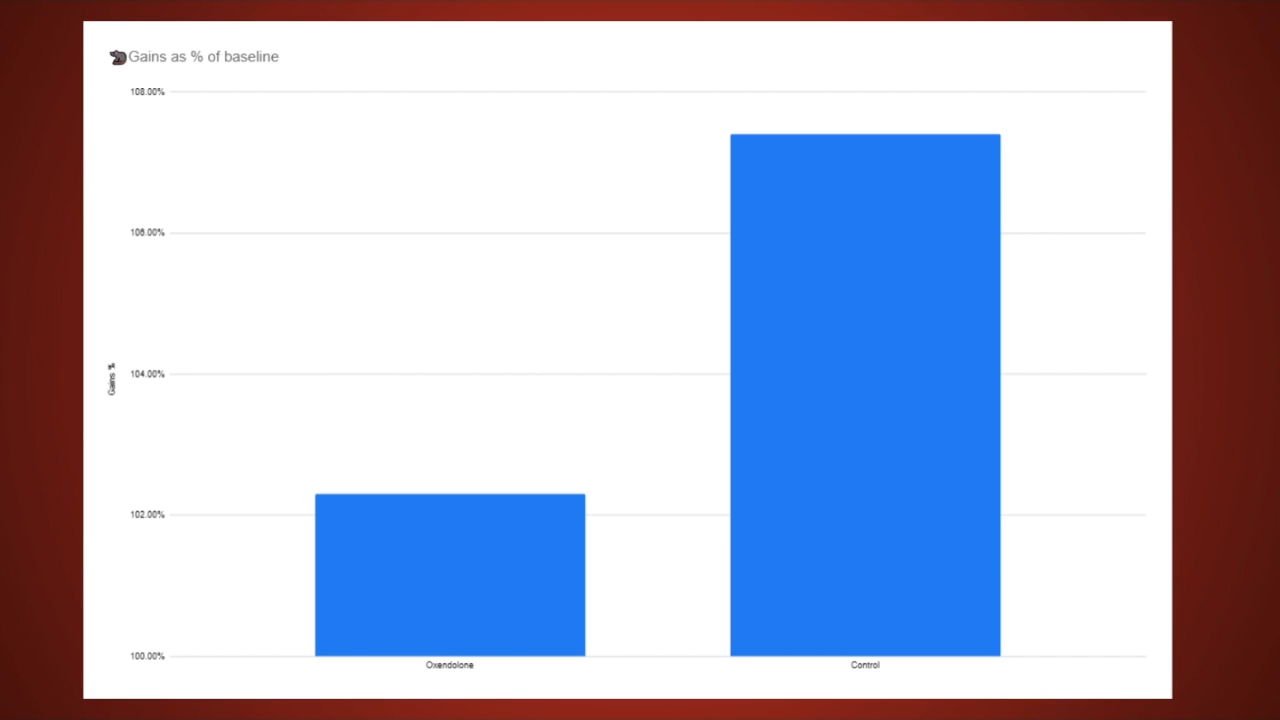 Gains as % of baseline
108.00%
106.00%
104.00%
102.00%
100.00%
Gains %
Oxendolone
Control